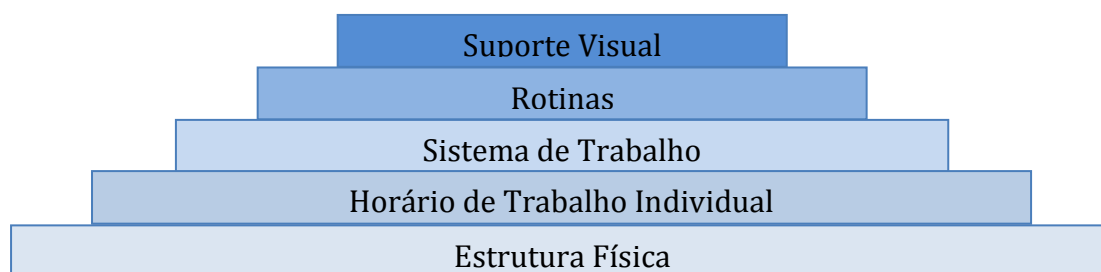 Suporte Visual
Rotinas
Sistema de Trabalho
Horário de Trabalho Individual
Estrutura Física